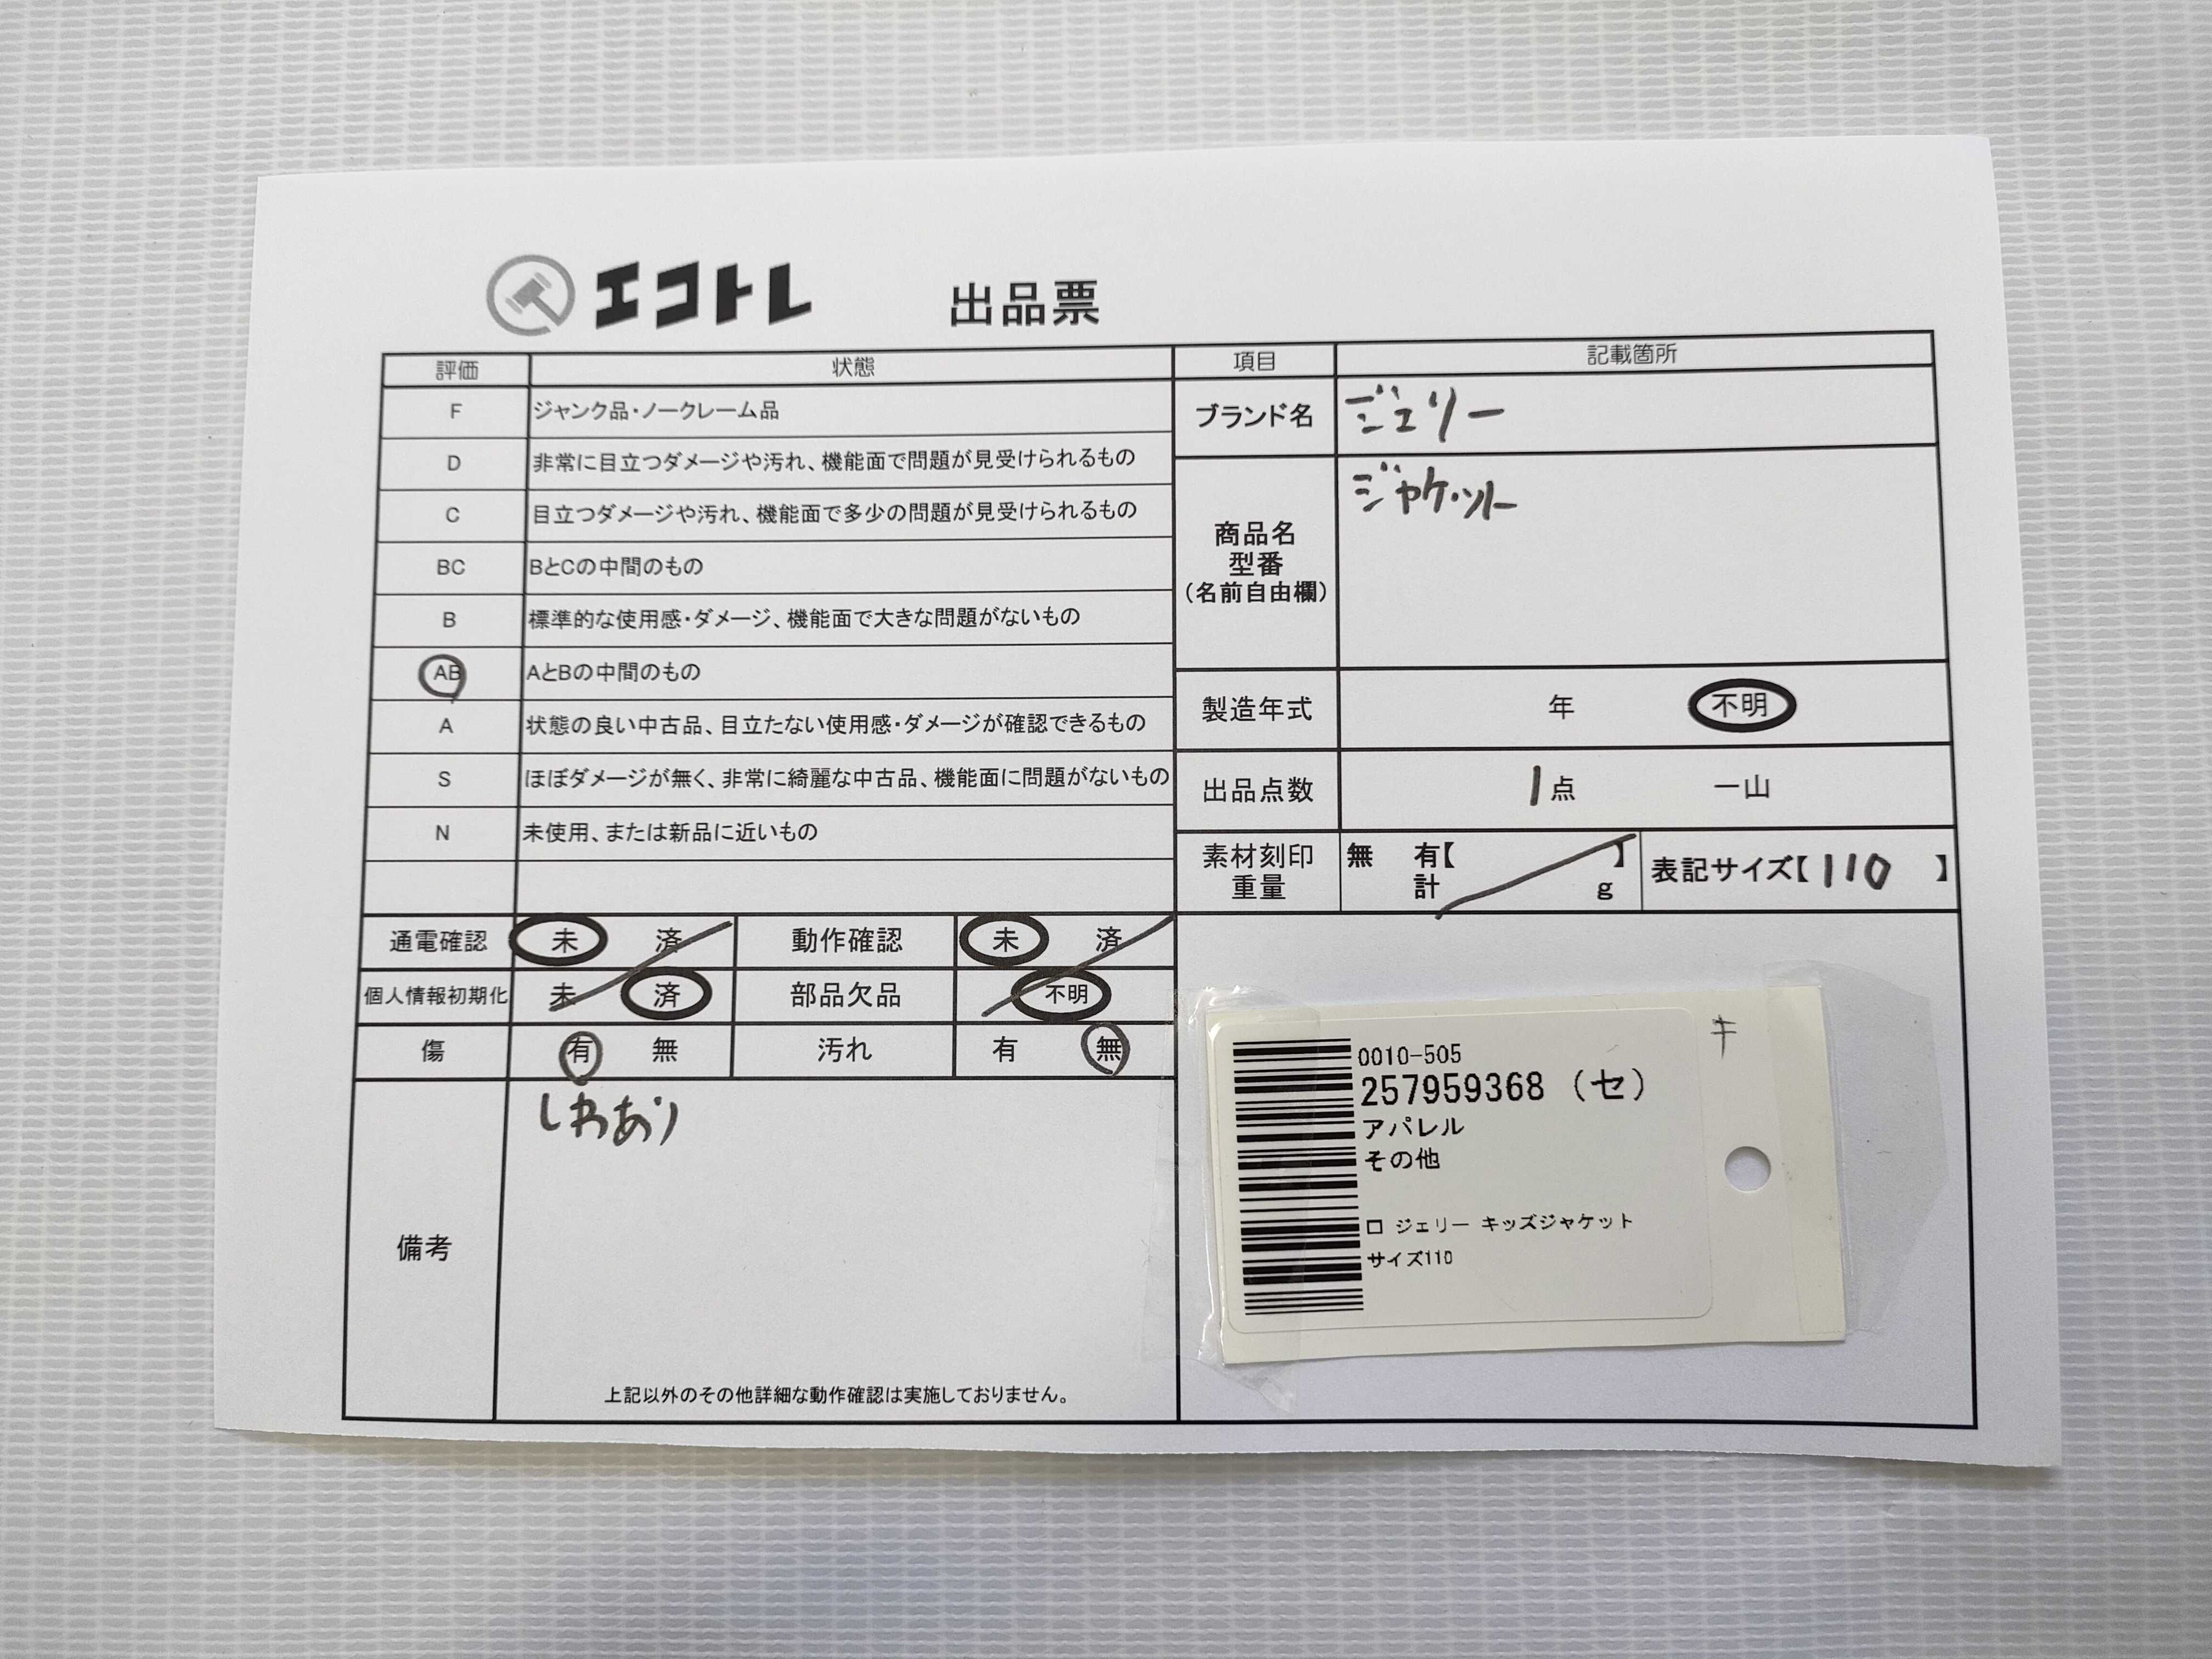 エコトレ 出品票
評価 状態 項目 記載箇所
F ジャンク品・ノークレーム品
D 非常に目立つダメージや汚れ、機能面で問題が見受けられるもの
C 目立つダメージや汚れ、機能面で多少の問題が見受けられるもの
BC BとCの中間のもの
B 標準的な使用感・ダメージ、機能面で大きな問題がないもの
AB AとBの中間のもの
A 状態の良い中古品、目立たない使用感・ダメージが確認できるもの
S ほぼダメージが無く、非常に綺麗な中古品、機能面に問題がないもの
N 未使用、または新品に近いもの
ブランド名 ジェリー
商品名
型番
（名前自由欄）
ジャケット
製造年式 年 不明
出品点数 1点 一山
素材刻印
重量
無 有【 】
計 g
表記サイズ【110 】
通電確認 未 済 動作確認 未 済
個人情報初期化 未 済 部品欠品 不明
傷 有 無 汚れ 有 無
備考
しわあり
上記以外のその他詳細な動作確認は実施しておりません。
キ
0010-505
257959368 （セ）
アパレル
その他
ロ ジェリー キッズジャケット
サイズ110